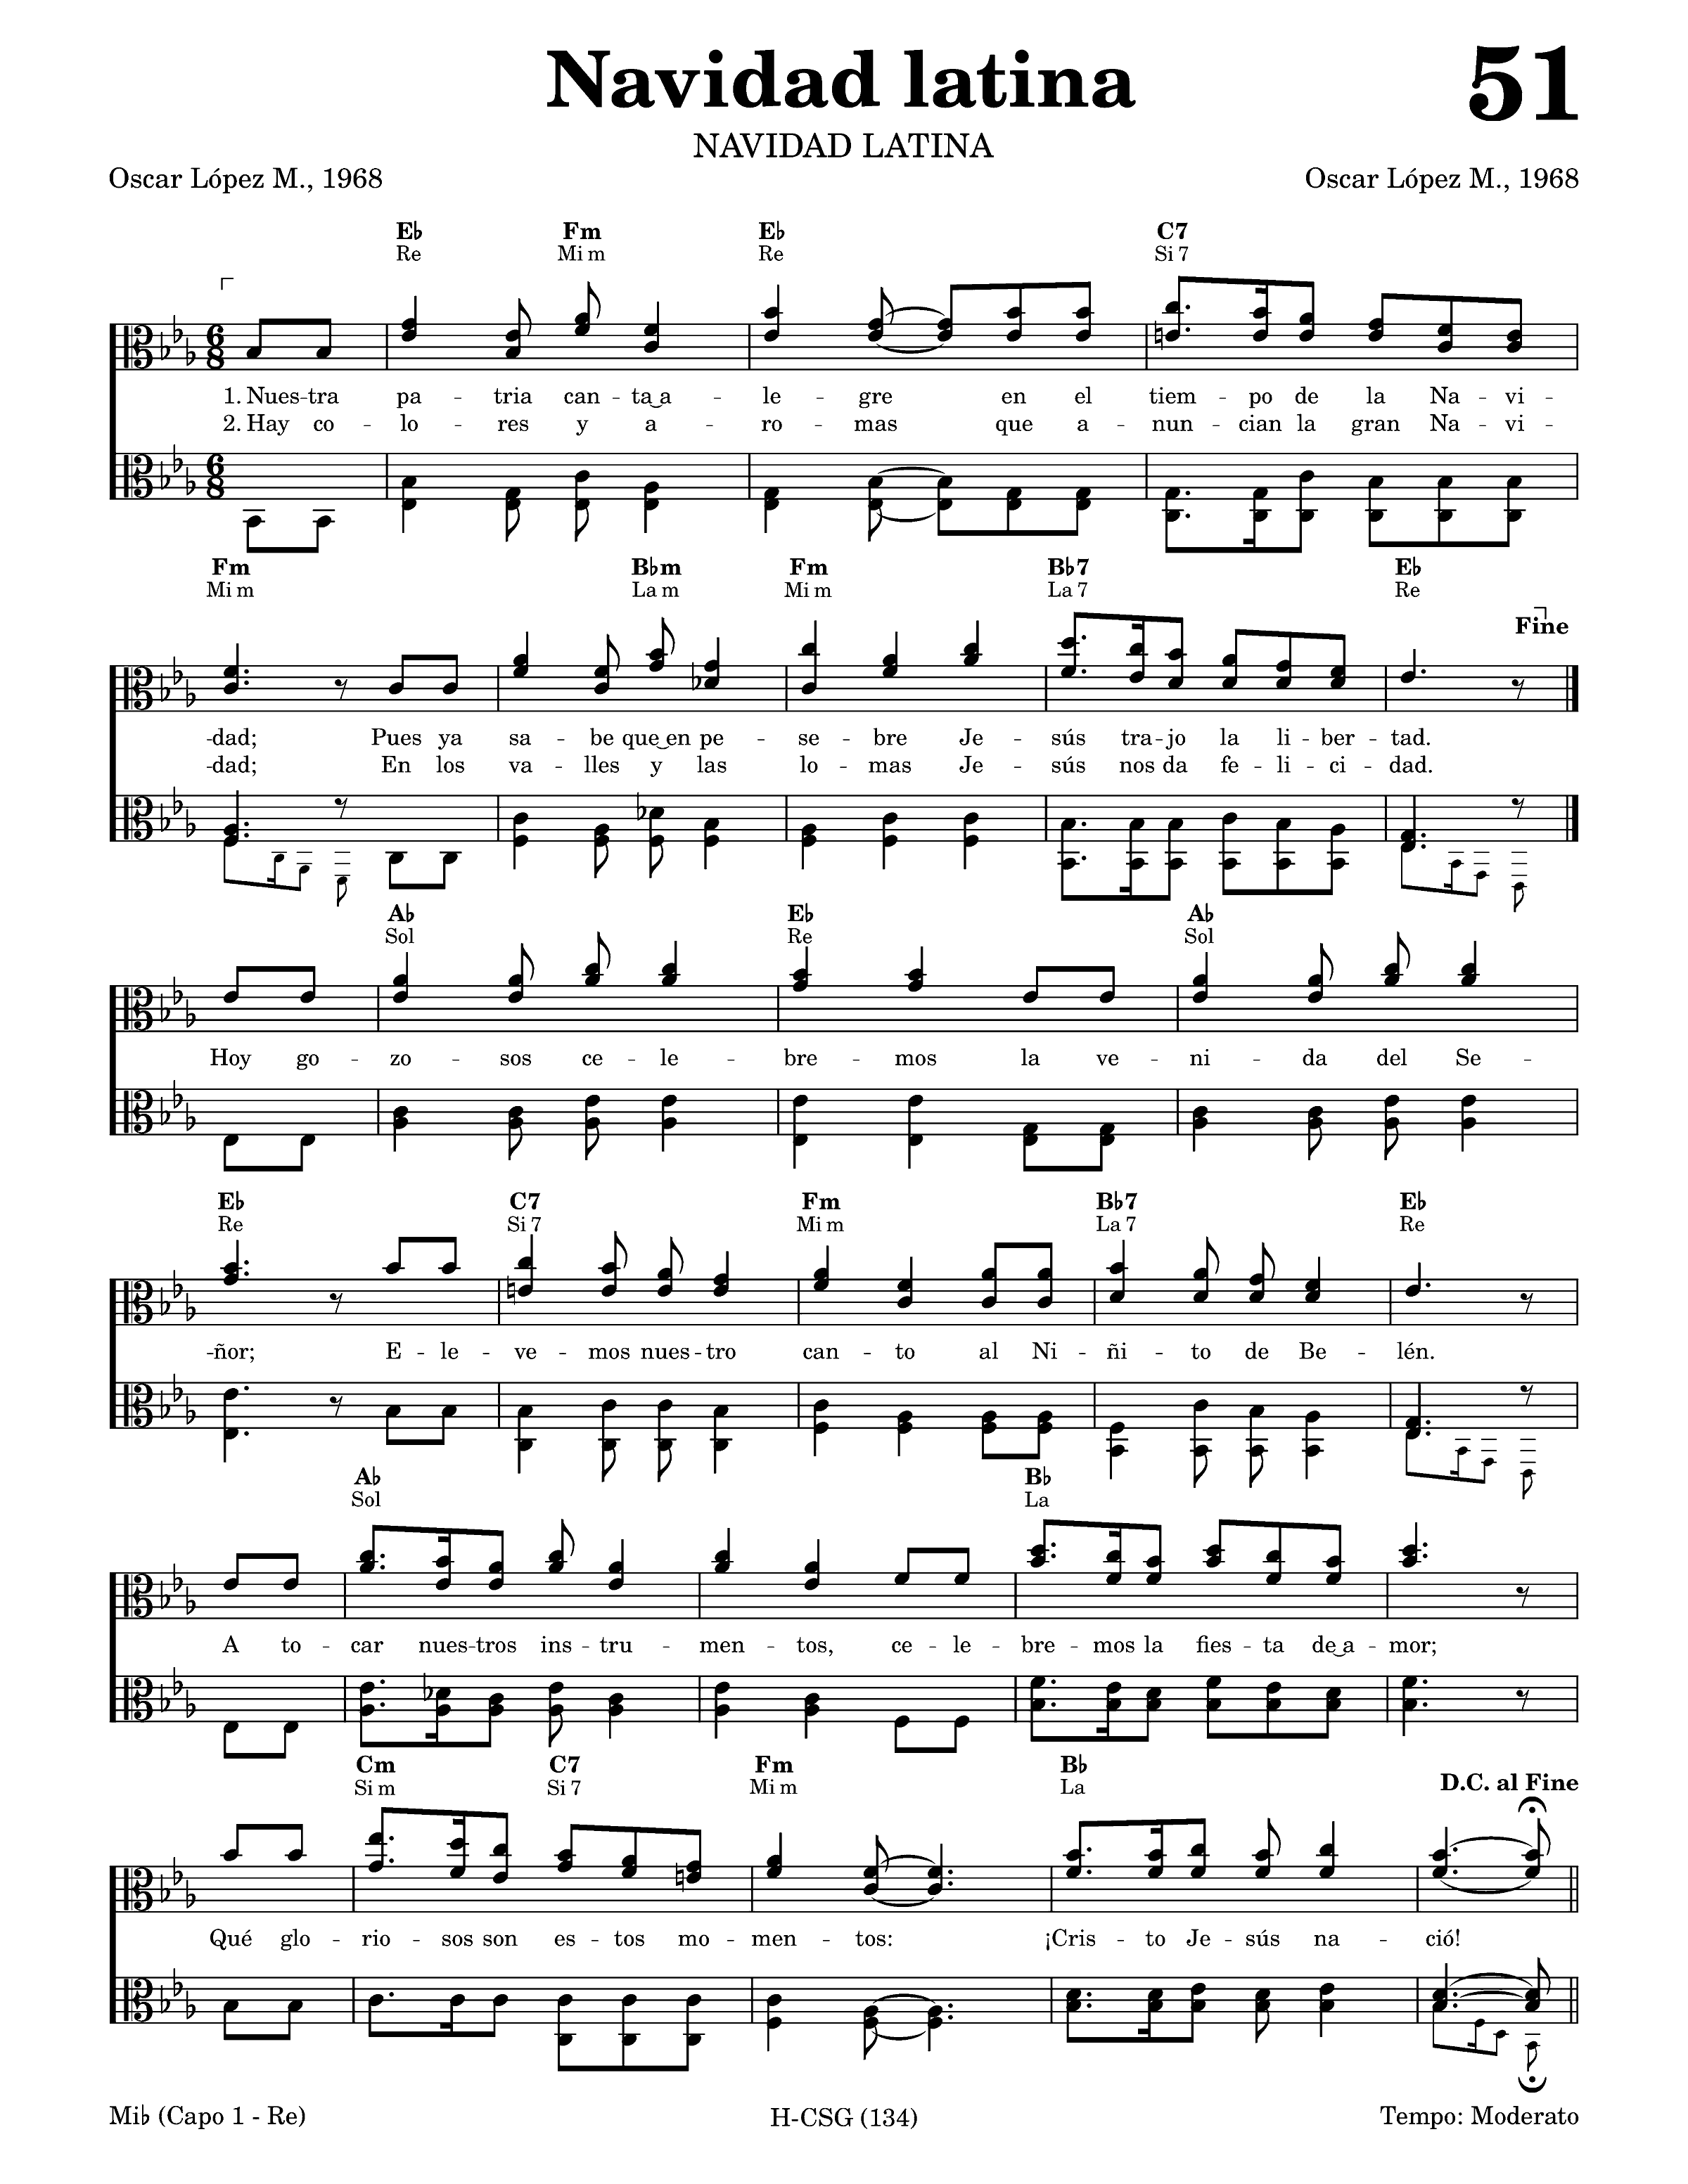 Navidad latina
51
NAVIDAD LATINA
Oscar López M., 1968 Oscar López M., 1968
E♭ Fm E♭ C7
Re Mi m Re Si 7
1. Nues -- tra pa -- tria can -- ta‿a -- le -- gre en el tiem -- po de la Na -- vi --
2. Hay co -- lo -- res y a -- ro -- mas que a -- nun -- cian la gran Na -- vi --
Fm B♭m Fm B♭7 E♭
Mi m La m Mi m La 7 Re
Fine
-dad; Pues ya sa -- be que‿en pe -- se -- bre Je -- sús tra -- jo la li -- ber -- tad.
-dad; En los va -- lles y las lo -- mas Je -- sús nos da fe -- li -- ci -- dad.
A♭ E♭ A♭
Sol Re Sol
Hoy go -- zo -- sos ce -- le -- bre -- mos la ve -- ni -- da del Se --
E♭ C7 Fm B♭7 E♭
Re Si 7 Mi m La 7 Re
-ñor; E -- le -- ve -- mos nues -- tro can -- to al Ni -- ñi -- to de Be -- lén.
A♭ B♭
Sol La
A to -- car nues -- tros ins -- tru -- men -- tos, ce -- le -- bre -- mos la fies -- ta de‿a -- mor;
Cm C7 Fm B♭
Si m Si 7 Mi m La
D.C. al Fine
Qué glo -- rio -- sos son es -- tos mo -- men -- tos: ¡Cris -- to Je -- sús na -- ció!
Mi♭ (Capo 1 - Re) H-CSG (134) Tempo: Moderato